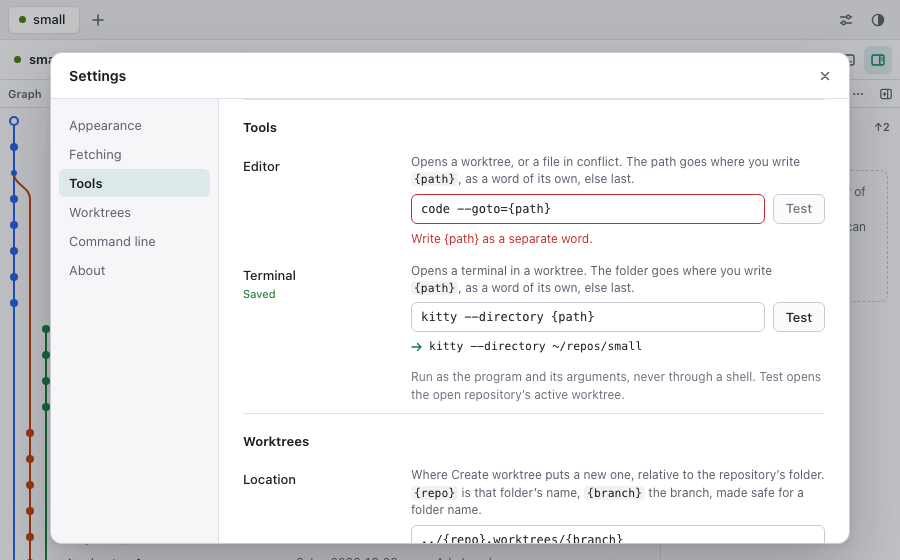 small
Settings
Graph
↑2
Appearance
Fetching
Tools
Worktrees
Command line
About
Tools
Editor
Opens a worktree, or a file in conflict. The path goes where you write
{path}, as a word of its own, else last.
code --goto={path}
Test
Write {path} as a separate word.
Terminal
Saved
Opens a terminal in a worktree. The folder goes where you write
{path}, as a word of its own, else last.
kitty --directory {path}
Test
→ kitty --directory ~/repos/small
Run as the program and its arguments, never through a shell. Test opens
the open repository's active worktree.
Worktrees
Location
Where Create worktree puts a new one, relative to the repository's folder.
{repo} is that folder's name, {branch} the branch, made safe for a
folder name.
../{repo}.worktrees/{branch}
of
can